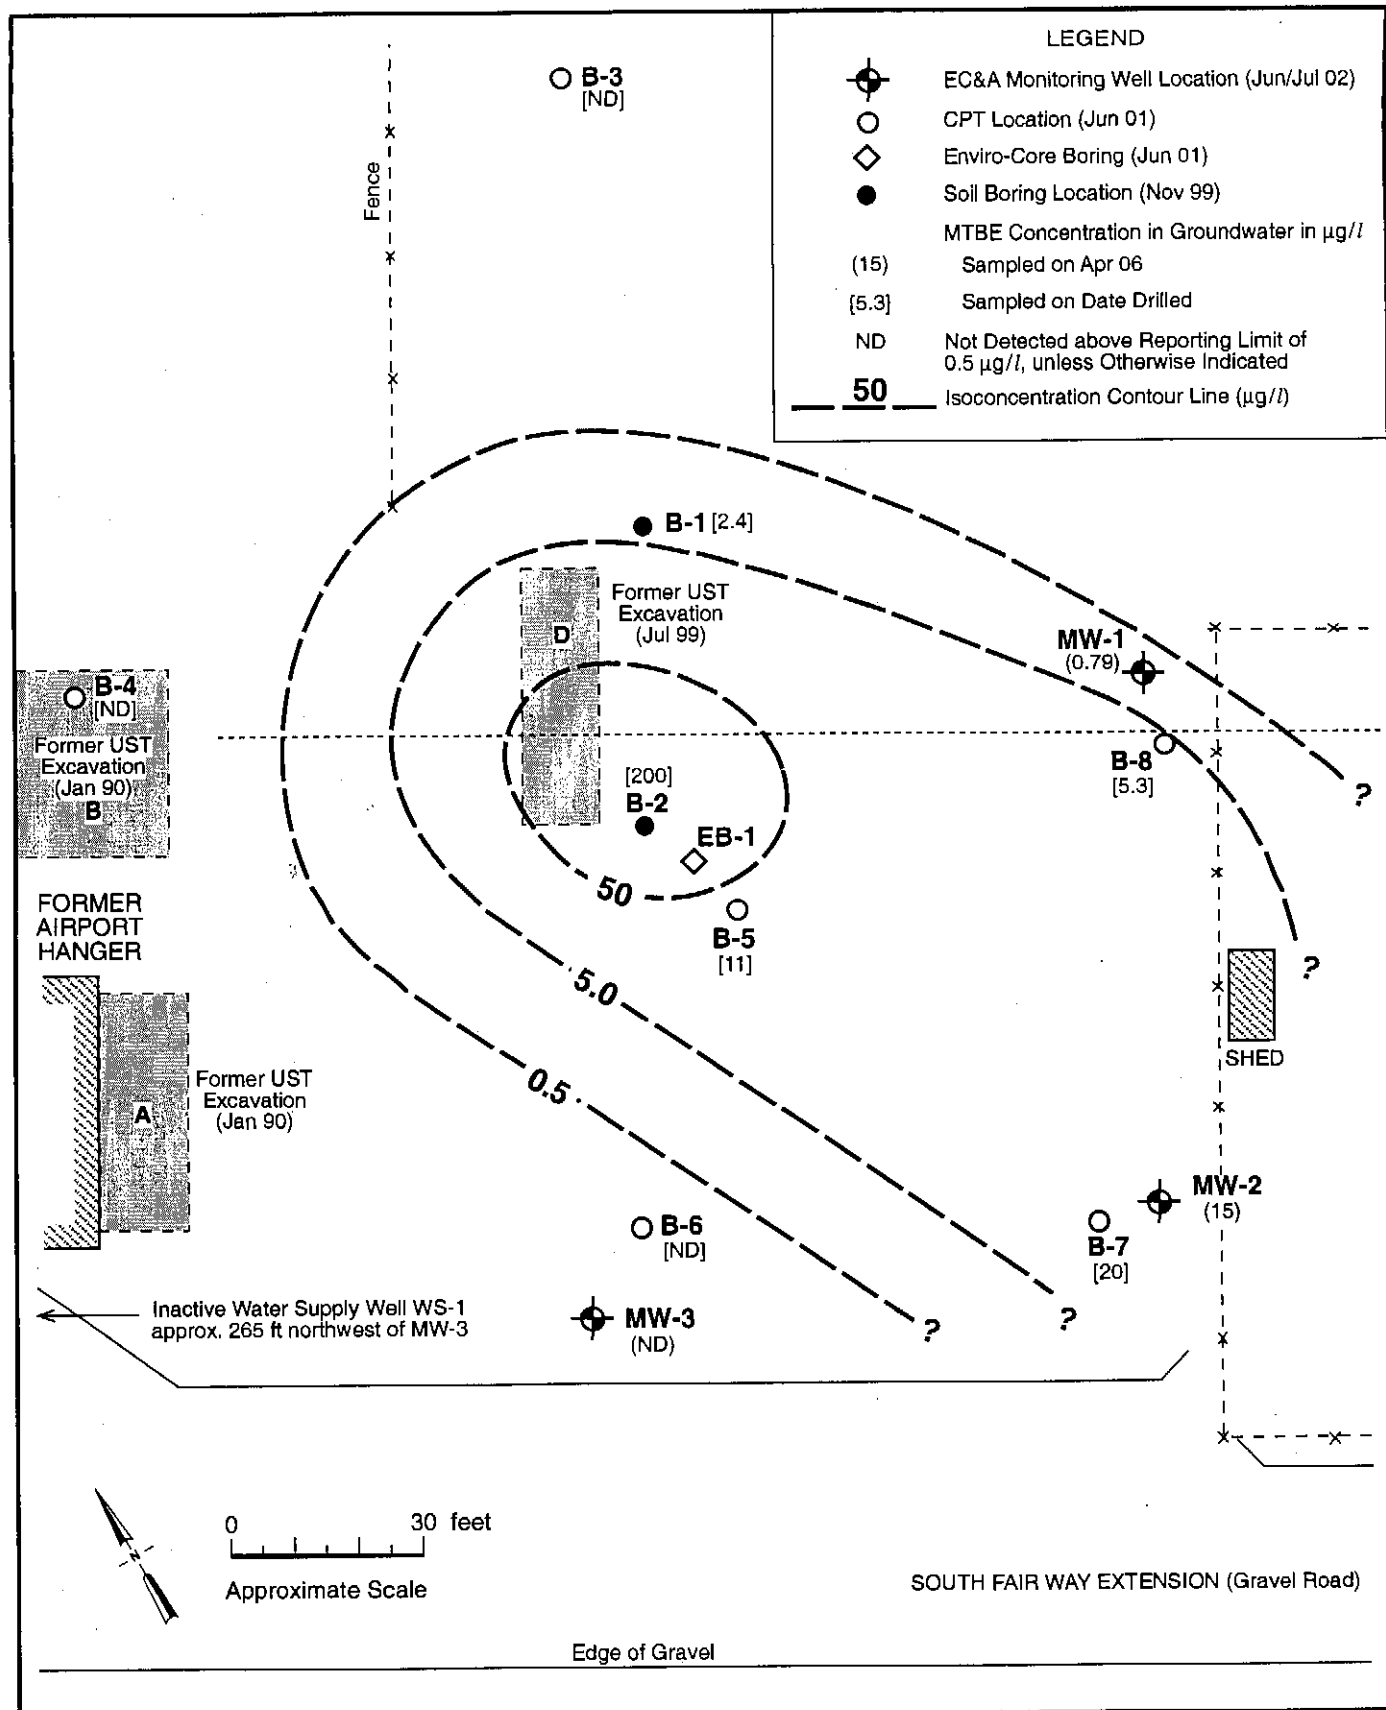 LEGEND
EC&A Monitoring Well Location (Jun/Jul 02)
CPT Location (Jun 01)
Enviro-Core Boring (Jun 01)
Soil Boring Location (Nov 99)
MTBE Concentration in Groundwater in µg/l
(15) Sampled on Apr 06
[5.3] Sampled on Date Drilled
ND Not Detected above Reporting Limit of
0.5 µg/l, unless Otherwise Indicated
50 Isoconcentration Contour Line (µg/l)
B-3
[ND]
Fence
B-1 [2.4]
Former UST
Excavation
(Jul 99)
D
MW-1
(0.79)
B-4
[ND]
Former UST
Excavation
(Jan 90)
B
B-8
[5.3]
?
[200]
B-2
EB-1
50
FORMER
AIRPORT
HANGER
B-5
[11]
5.0
?
SHED
0.5
Former UST
Excavation
(Jan 90)
A
MW-2
(15)
B-7
[20]
B-6
[ND]
Inactive Water Supply Well WS-1
approx. 265 ft northwest of MW-3
MW-3
(ND)
?
?
N
0 30 feet
Approximate Scale
SOUTH FAIR WAY EXTENSION (Gravel Road)
Edge of Gravel